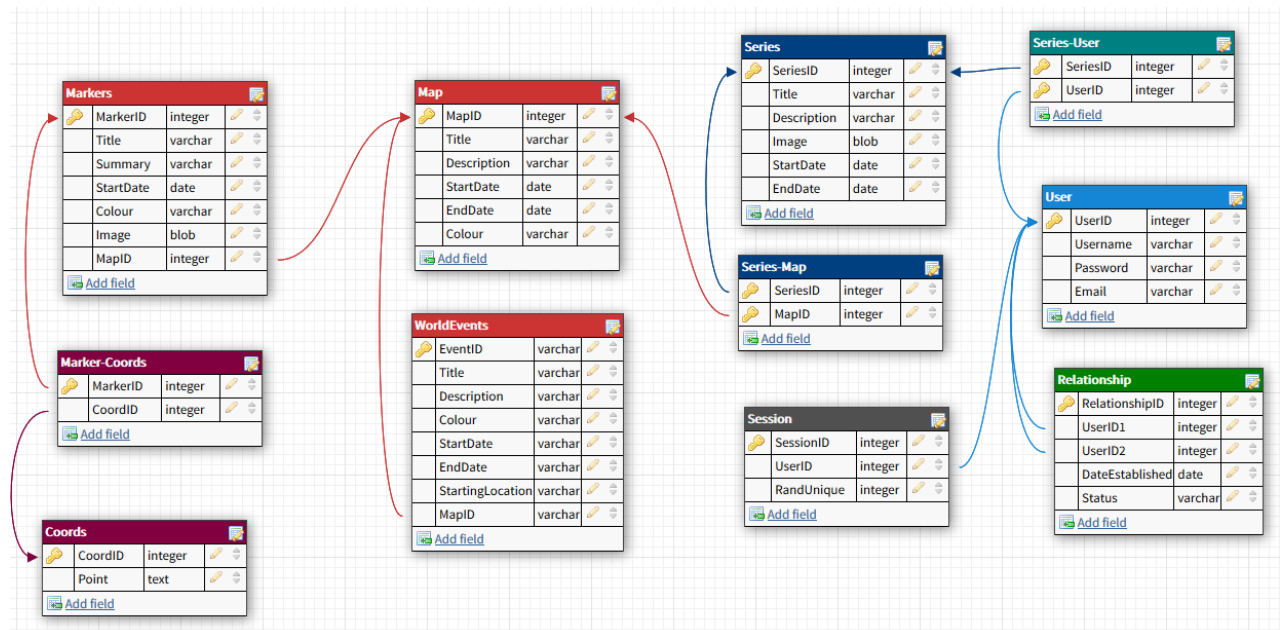 Markers
MarkerID integer
Title varchar
Summary varchar
StartDate date
Colour varchar
Image blob
MapID integer
Add field
Marker-Coords
MarkerID integer
CoordID integer
Add field
Coords
CoordID integer
Point text
Add field
Map
MapID integer
Title varchar
Description varchar
StartDate date
EndDate date
Colour varchar
Add field
WorldEvents
EventID varchar
Title varchar
Description varchar
Colour varchar
StartDate varchar
EndDate varchar
StartingLocation varchar
MapID varchar
Add field
Series
SeriesID integer
Title varchar
Description varchar
Image blob
StartDate date
EndDate date
Add field
Series-Map
SeriesID integer
MapID integer
Add field
Session
SessionID integer
UserID integer
RandUnique integer
Add field
Series-User
SeriesID integer
UserID integer
Add field
User
UserID integer
Username varchar
Password varchar
Email varchar
Add field
Relationship
RelationshipID integer
UserID1 integer
UserID2 integer
DateEstablished date
Status varchar
Add field